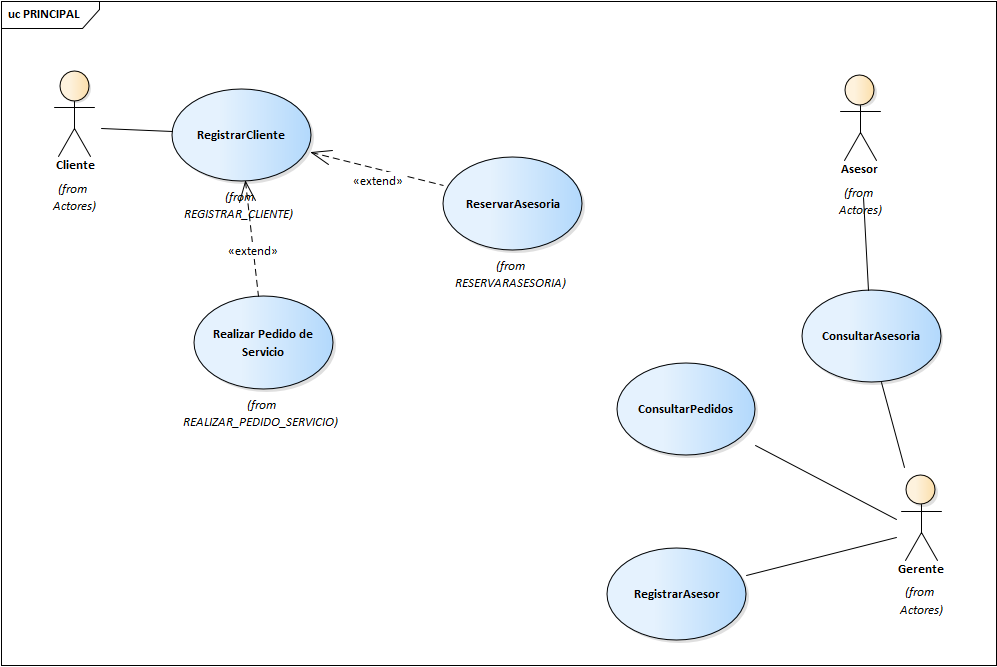 uc PRINCIPAL
Cliente
(from
Actores)
RegistrarCliente
(from
REGISTRAR_CLIENTE)
«extend»
ReservarAsesoria
(from
RESERVARASESORIA)
«extend»
Realizar Pedido de
Servicio
(from
REALIZAR_PEDIDO_SERVICIO)
Asesor
(from
Actores)
ConsultarAsesoria
ConsultarPedidos
Gerente
(from
Actores)
RegistrarAsesor